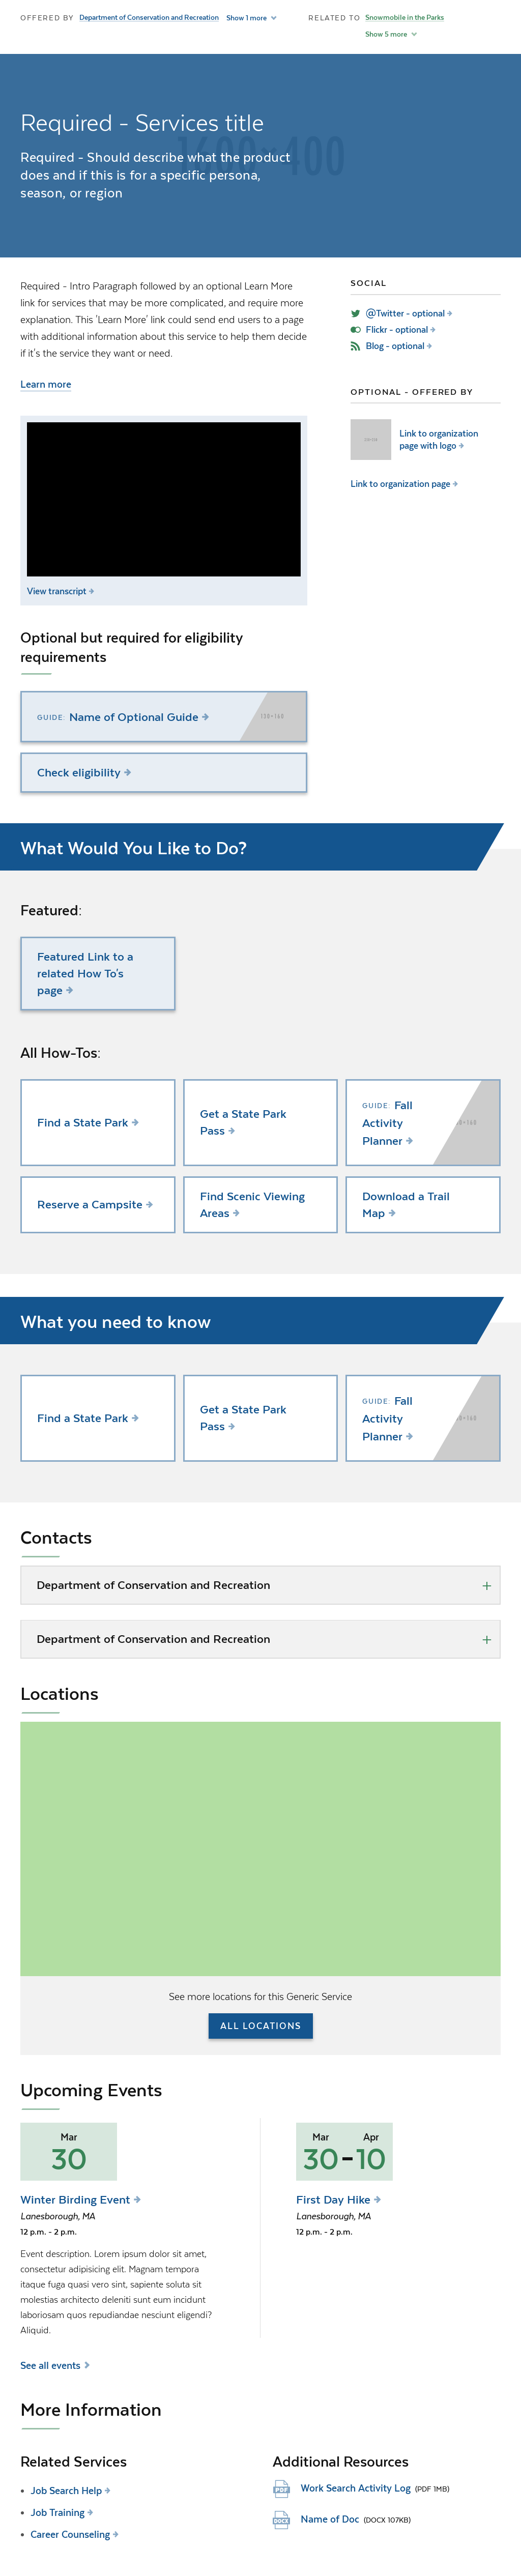 OFFERED BY Department of Conservation and Recreation Show 1 more
RELATED TO Snowmobile in the Parks
Show 5 more
1600×400
Required - Services title
Required - Should describe what the product
does and if this is for a specific persona,
season, or region
Required - Intro Paragraph followed by an optional Learn More
link for services that may be more complicated, and require more
explanation. This 'Learn More' link could send end users to a page
with additional information about this service to help them decide
if it's the service they want or need.
Learn more
View transcript
SOCIAL
@Twitter - optional
Flickr - optional
Blog - optional
OPTIONAL - OFFERED BY
Link to organization
page with logo
Link to organization page
Optional but required for eligibility
requirements
GUIDE: Name of Optional Guide
130×160
Check eligibility
What Would You Like to Do?
Featured:
Featured Link to a
related How To's
page
All How-Tos:
Find a State Park
Get a State Park
Pass
GUIDE: Fall
Activity
Planner
Reserve a Campsite
Find Scenic Viewing
Areas
Download a Trail
Map
What you need to know
Find a State Park
Get a State Park
Pass
GUIDE: Fall
Activity
Planner
Contacts
Department of Conservation and Recreation
Department of Conservation and Recreation
Locations
See more locations for this Generic Service
ALL LOCATIONS
Upcoming Events
Mar
30
Winter Birding Event
Lanesborough, MA
12 p.m. - 2 p.m.
Event description. Lorem ipsum dolor sit amet,
consectetur adipisicing elit. Magnam tempora
itaque fuga quasi vero sint, sapiente soluta sit
molestias architecto deleniti sunt eum incidunt
laboriosam quos repudiandae nesciunt eligendi?
Aliquid.
Mar Apr
30-10
First Day Hike
Lanesborough, MA
12 p.m. - 2 p.m.
See all events
More Information
Related Services
Job Search Help
Job Training
Career Counseling
Additional Resources
PDF Work Search Activity Log (PDF 1MB)
DOCX Name of Doc (DOCX 107KB)